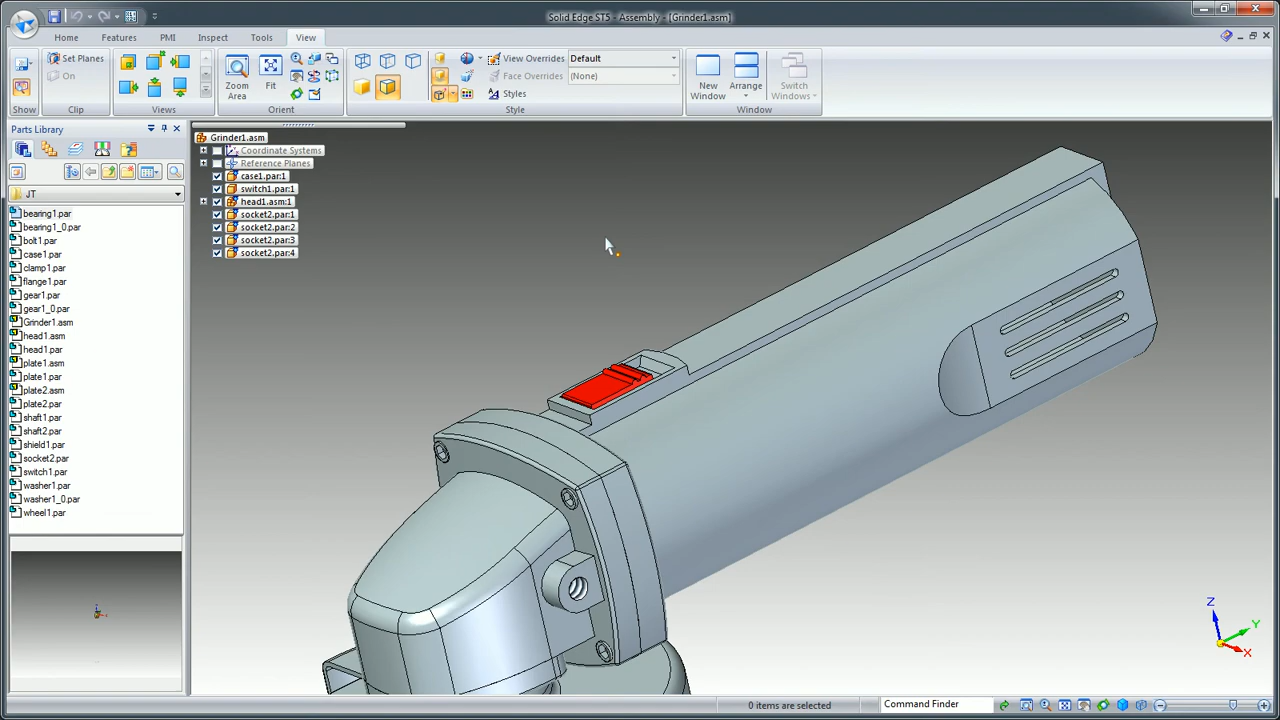 Solid Edge ST5 - Assembly - [Grinder1.asm]
Home Features PMI Inspect Tools View
Set Planes
On
Show
Clip
Views
Zoom Area
Fit
Orient
View Overrides Default
Face Overrides (None)
Styles
Style
New Window
Arrange
Switch Windows
Window
Parts Library
JT
bearing1.par
bearing1_0.par
bolt1.par
case1.par
clamp1.par
flange1.par
gear1.par
gear1_0.par
Grinder1.asm
head1.asm
head1.par
plate1.asm
plate1.par
plate2.asm
plate2.par
shaft1.par
shaft2.par
shield1.par
socket2.par
switch1.par
washer1.par
washer1_0.par
wheel1.par
Grinder1.asm
Coordinate Systems
Reference Planes
case1.par:1
switch1.par:1
head1.asm:1
socket2.par:1
socket2.par:2
socket2.par:3
socket2.par:4
Z
Y
X
0 items are selected
Command Finder